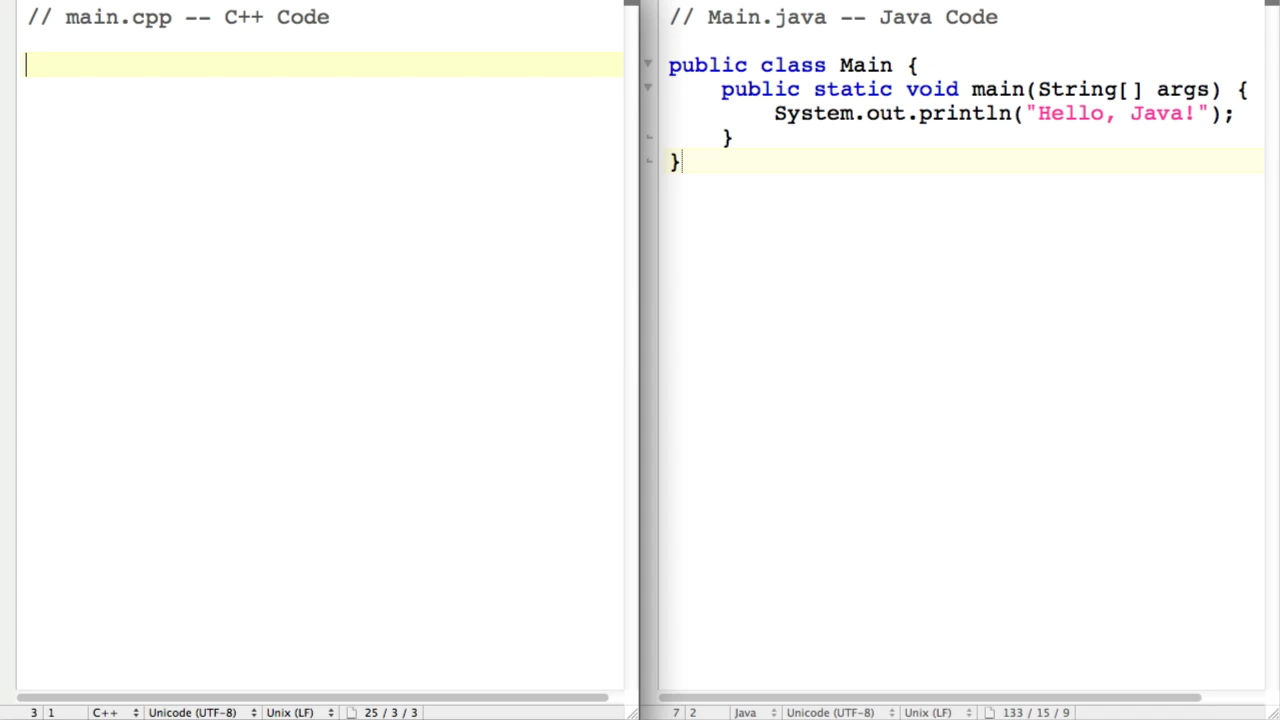 // main.cpp -- C++ Code
3 1 C++ Unicode (UTF-8) Unix (LF) 25 / 3 / 3
// Main.java -- Java Code
public class Main {
    public static void main(String[] args) {
        System.out.println("Hello, Java!");
    }
}
7 2 Java Unicode (UTF-8) Unix (LF) 133 / 15 / 9